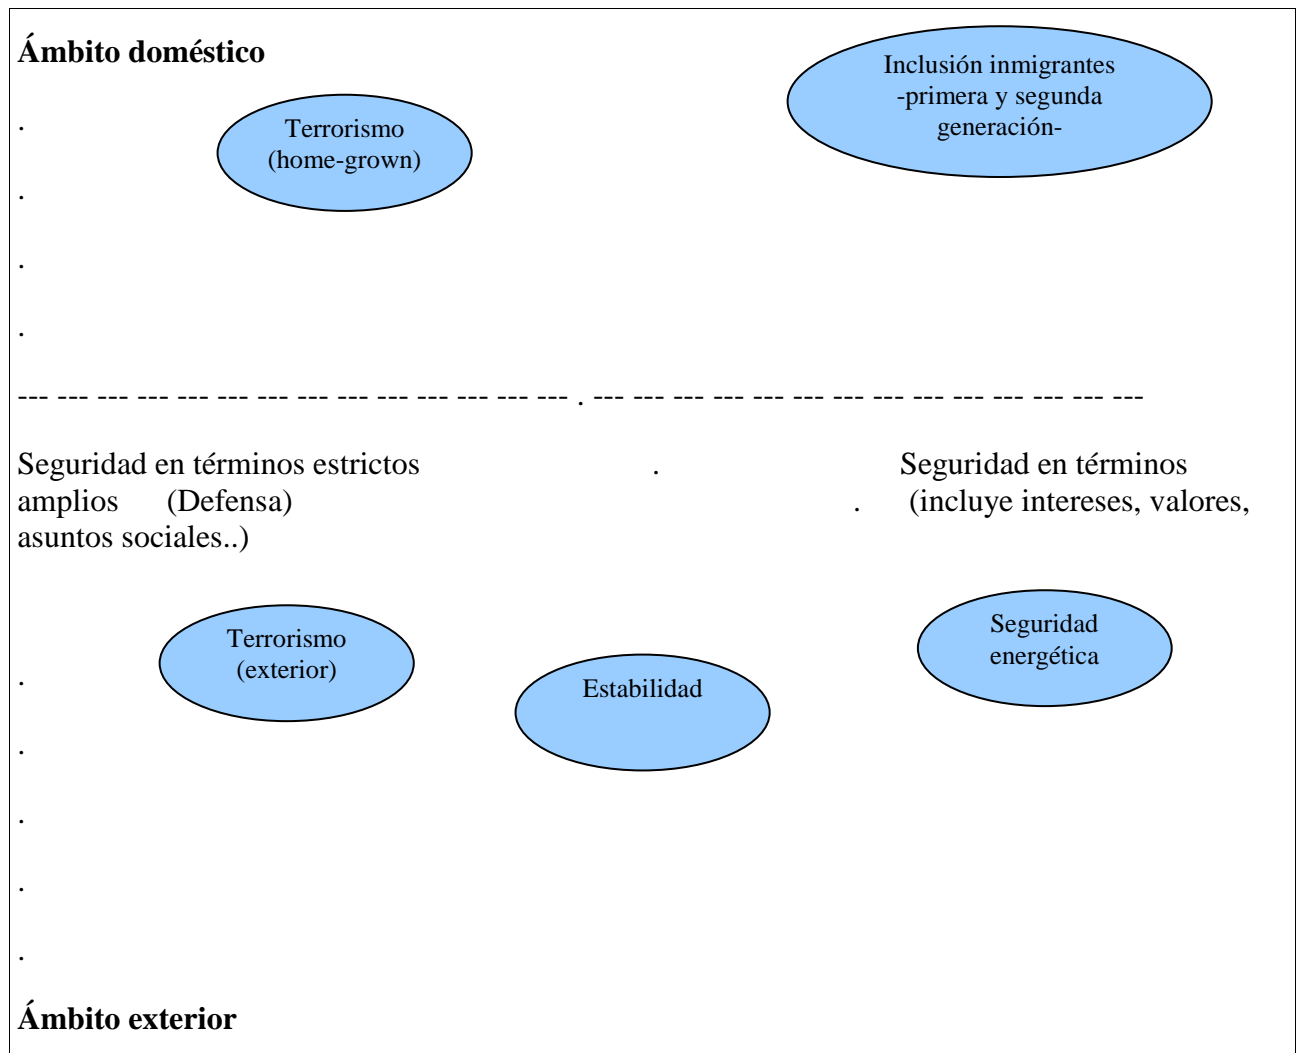 Ámbito doméstico
Inclusión inmigrantes
-primera y segunda
generación-
.
Terrorismo
(home-grown)
.
.
.
--- --- --- --- --- --- --- --- --- --- --- --- --- --- . --- --- --- --- --- --- --- --- --- --- --- --- --- ---
Seguridad en términos estrictos . Seguridad en términos
amplios (Defensa) . (incluye intereses, valores,
asuntos sociales..)
Terrorismo
(exterior)
Estabilidad
Seguridad
energética
.
.
.
.
.
Ámbito exterior